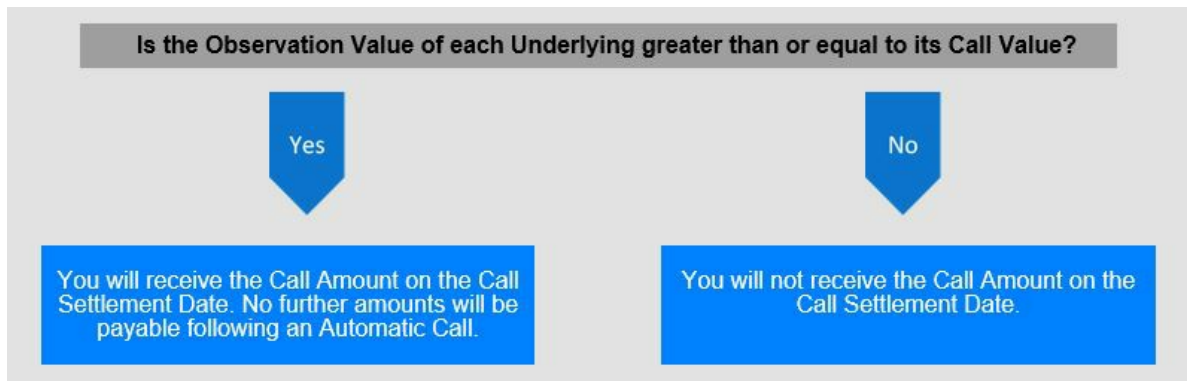 Is the Observation Value of each Underlying greater than or equal to its Call Value?
Yes
No
You will receive the Call Amount on the Call
Settlement Date. No further amounts will be
payable following an Automatic Call.
You will not receive the Call Amount on the
Call Settlement Date.